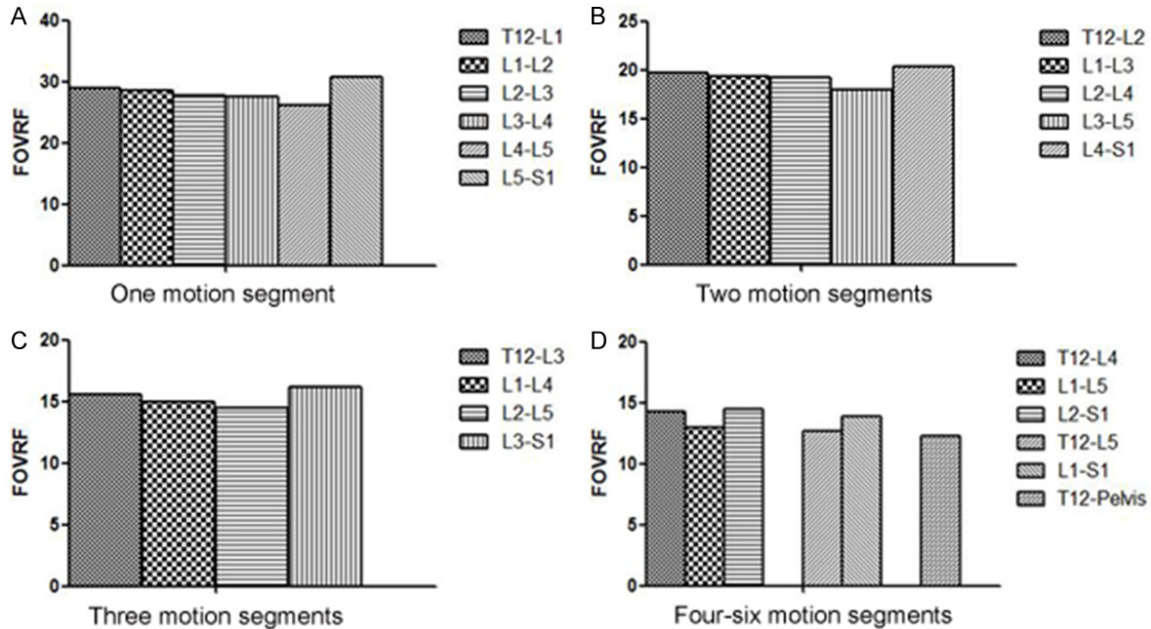 A
40
30
20
10
0
FOVRF
One motion segment
T12-L1
L1-L2
L2-L3
L3-L4
L4-L5
L5-S1
B
25
20
15
10
5
0
FOVRF
Two motion segments
T12-L2
L1-L3
L2-L4
L3-L5
L4-S1
C
20
15
10
5
0
FOVRF
Three motion segments
T12-L3
L1-L4
L2-L5
L3-S1
D
20
15
10
5
0
FOVRF
Four-six motion segments
T12-L4
L1-L5
L2-S1
T12-L5
L1-S1
T12-Pelvis